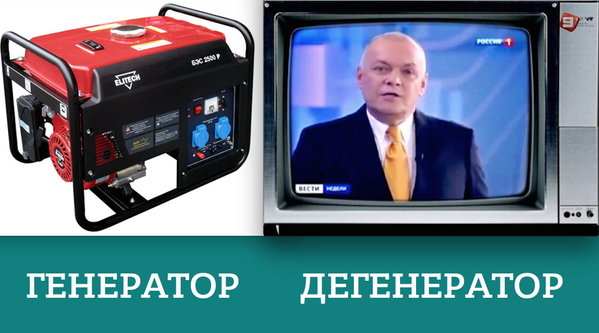 ELITECH
БЭС 2500 Р
РОССИЯ 1
ВЕСТИ НЕДЕЛИ
ГЕНЕРАТОР
ДЕГЕНЕРАТОР